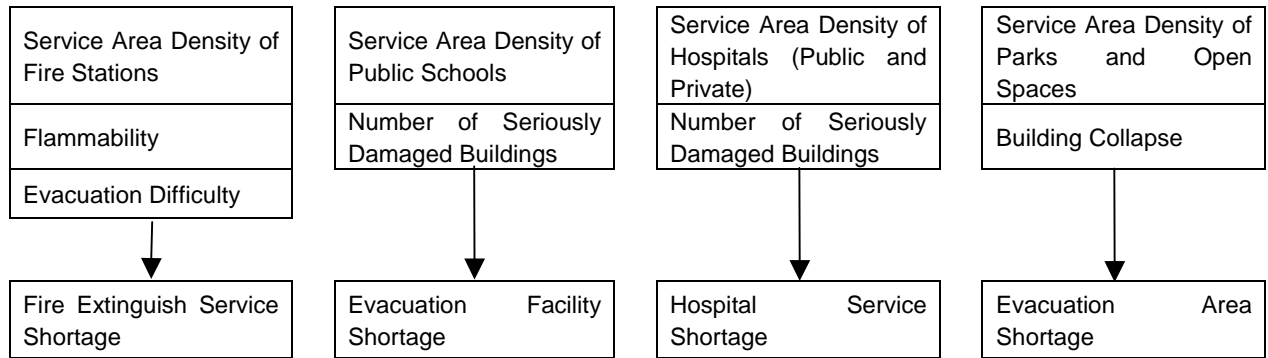 Service Area Density of
Fire Stations
Flammability
Evacuation Difficulty
Fire Extinguish Service
Shortage
Service Area Density of
Public Schools
Number of Seriously
Damaged Buildings
Evacuation Facility
Shortage
Service Area Density of
Hospitals (Public and
Private)
Number of Seriously
Damaged Buildings
Hospital Service
Shortage
Service Area Density of
Parks and Open
Spaces
Building Collapse
Evacuation Area
Shortage